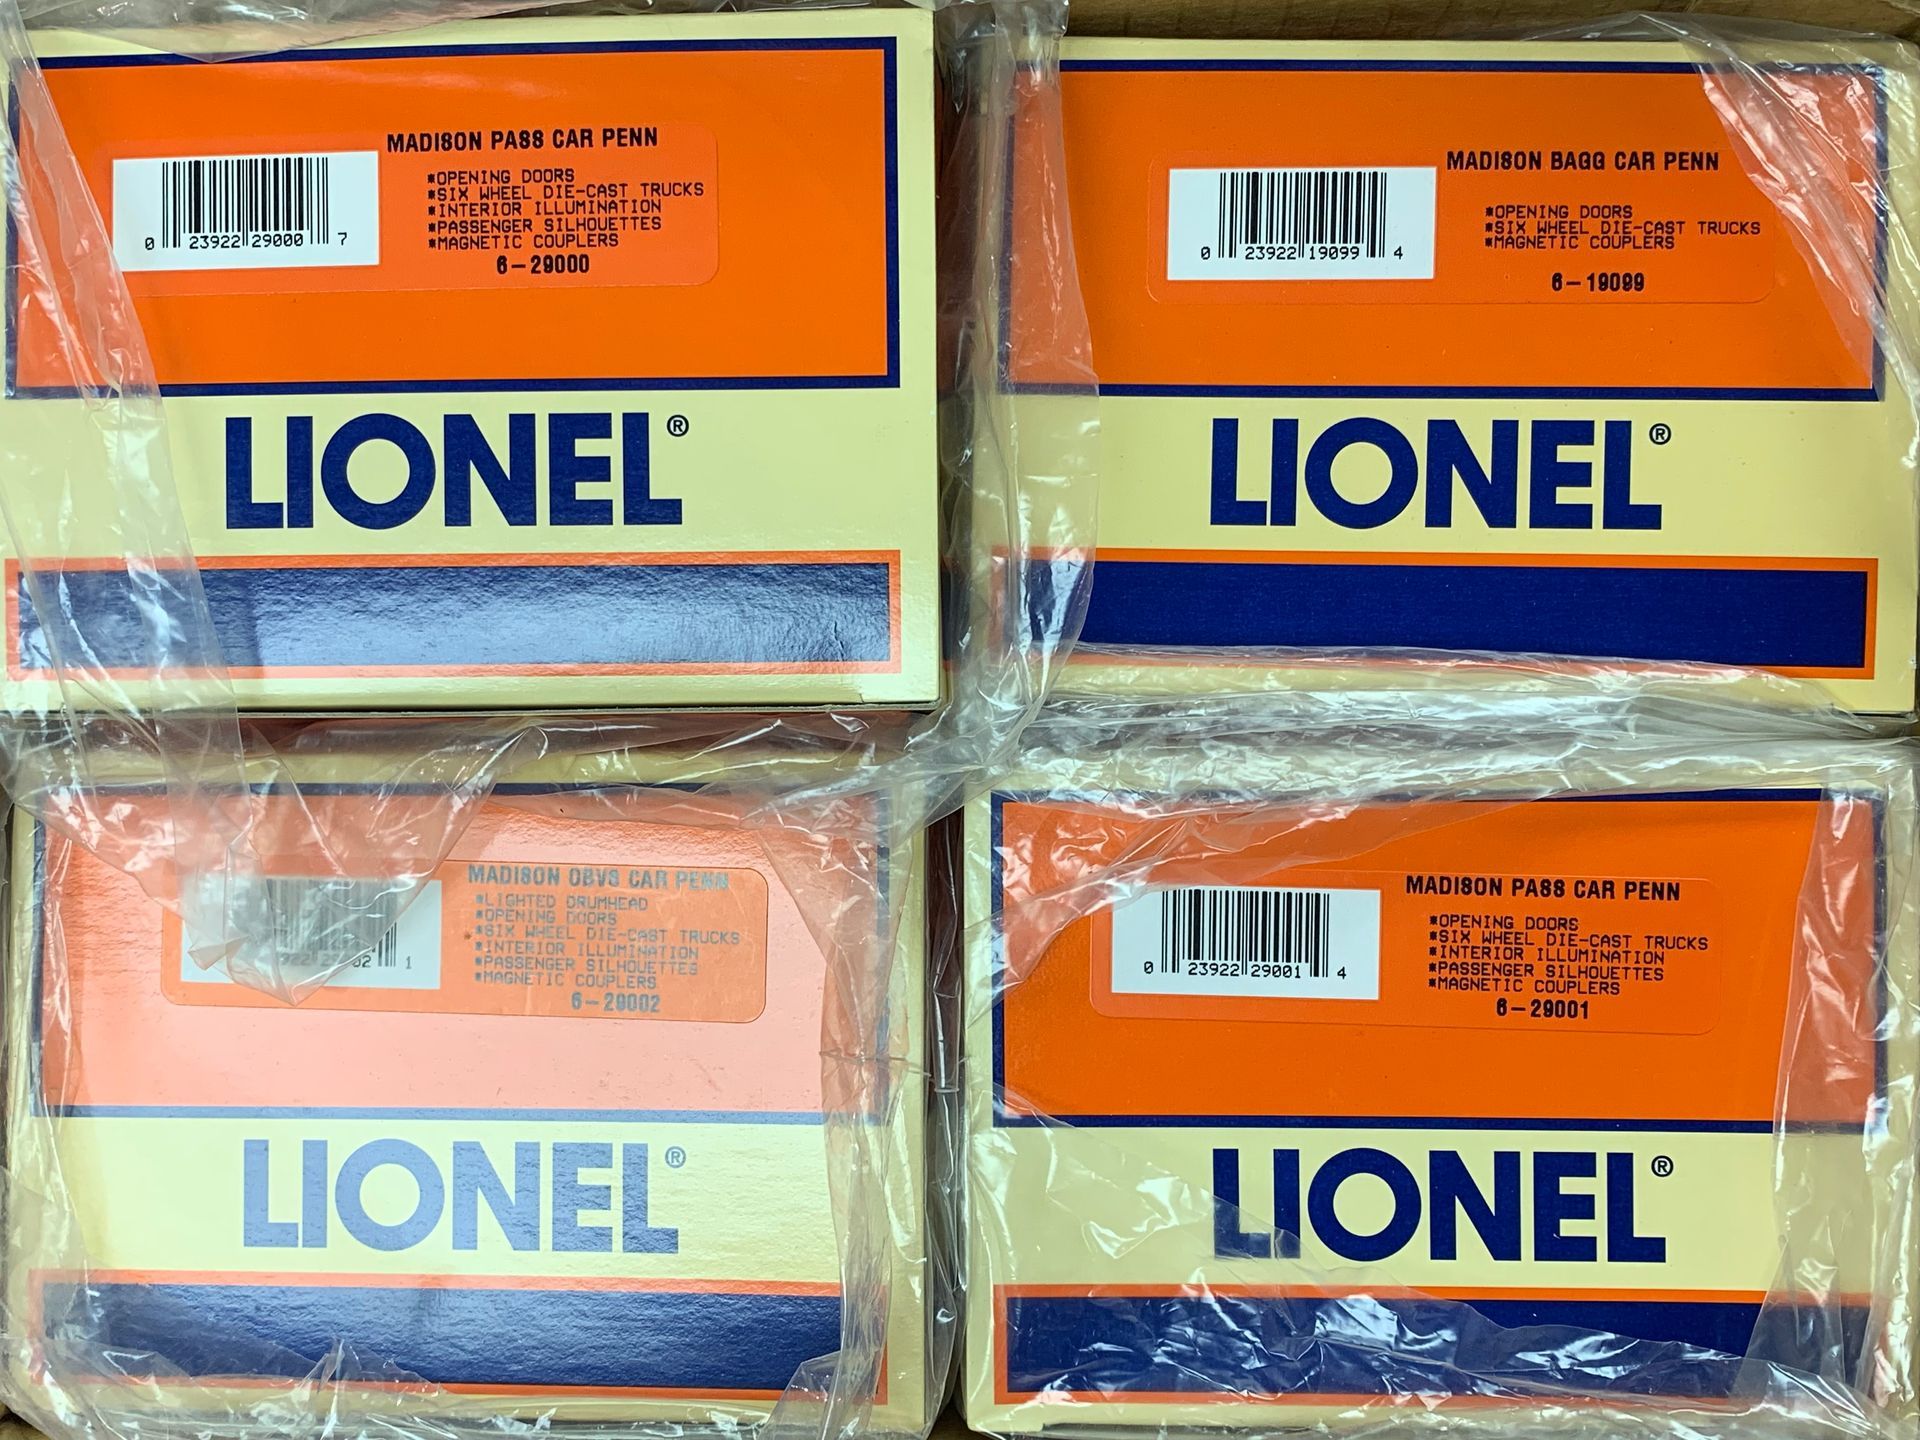 MADISON PASS CAR PENN
*OPENING DOORS
*SIX WHEEL DIE-CAST TRUCKS
*INTERIOR ILLUMINATION
*PASSENGER SILHOUETTES
*MAGNETIC COUPLERS
6-29000
0 23922 29000 7
LIONEL®
MADISON BAGG CAR PENN
*OPENING DOORS
*SIX WHEEL DIE-CAST TRUCKS
*MAGNETIC COUPLERS
6-19099
0 23922 19099 4
LIONEL®
MADISON OBVS CAR PENN
*LIGHTED DRUMHEAD
*OPENING DOORS
*SIX WHEEL DIE-CAST TRUCKS
*INTERIOR ILLUMINATION
*PASSENGER SILHOUETTES
*MAGNETIC COUPLERS
6-29002
1
LIONEL®
MADISON PASS CAR PENN
*OPENING DOORS
*SIX WHEEL DIE-CAST TRUCKS
*INTERIOR ILLUMINATION
*PASSENGER SILHOUETTES
*MAGNETIC COUPLERS
6-29001
0 23922 29001 4
LIONEL®